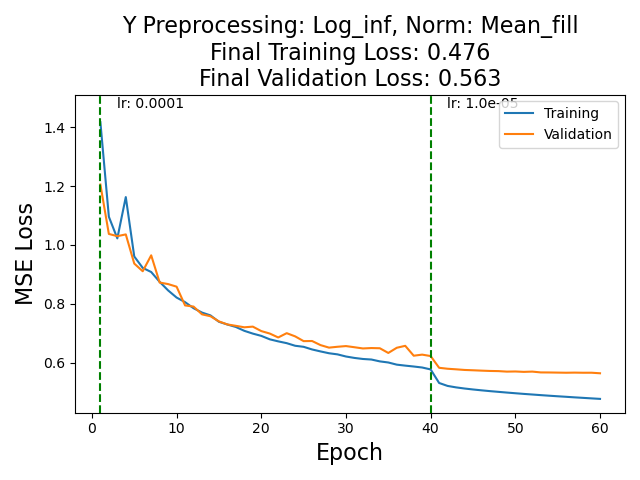 Y Preprocessing: Log_inf, Norm: Mean_fill
Final Training Loss: 0.476
Final Validation Loss: 0.563
lr: 0.0001
lr: 1.0e-05
Training
Validation
1.4
1.2
1.0
0.8
0.6
MSE Loss
0
10
20
30
40
50
60
Epoch